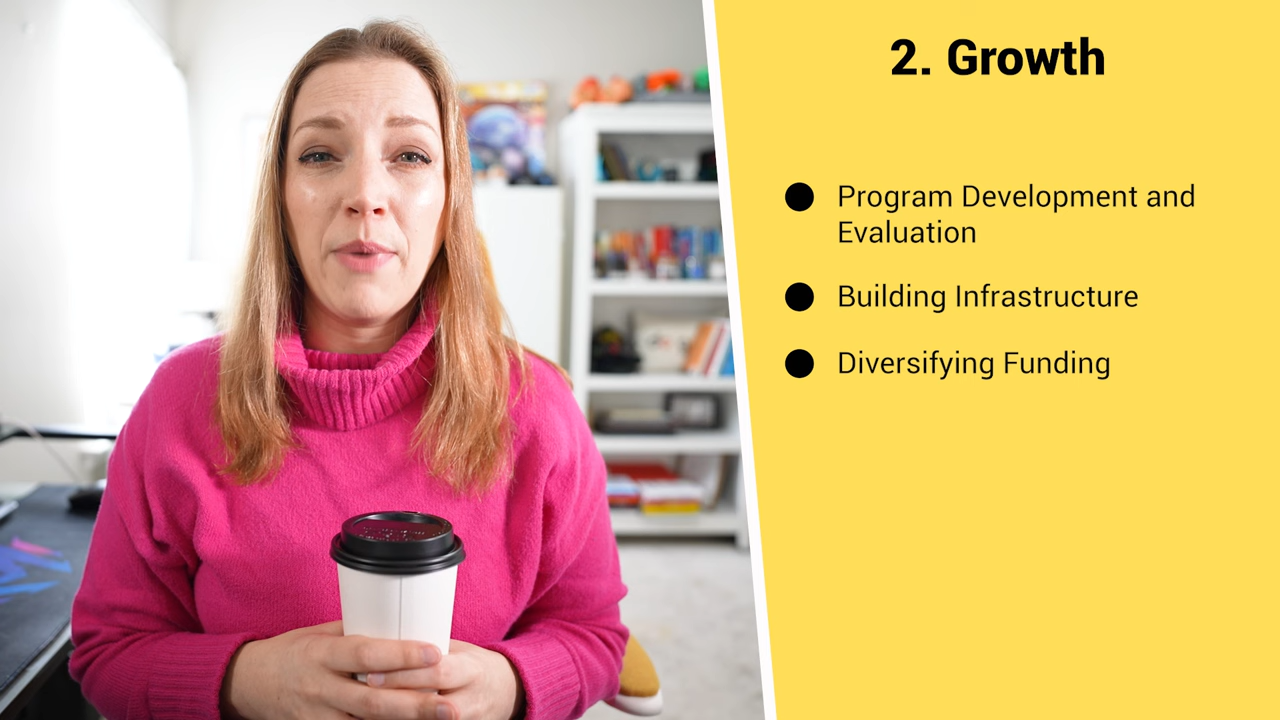 2. Growth
Program Development and
Evaluation
Building Infrastructure
Diversifying Funding